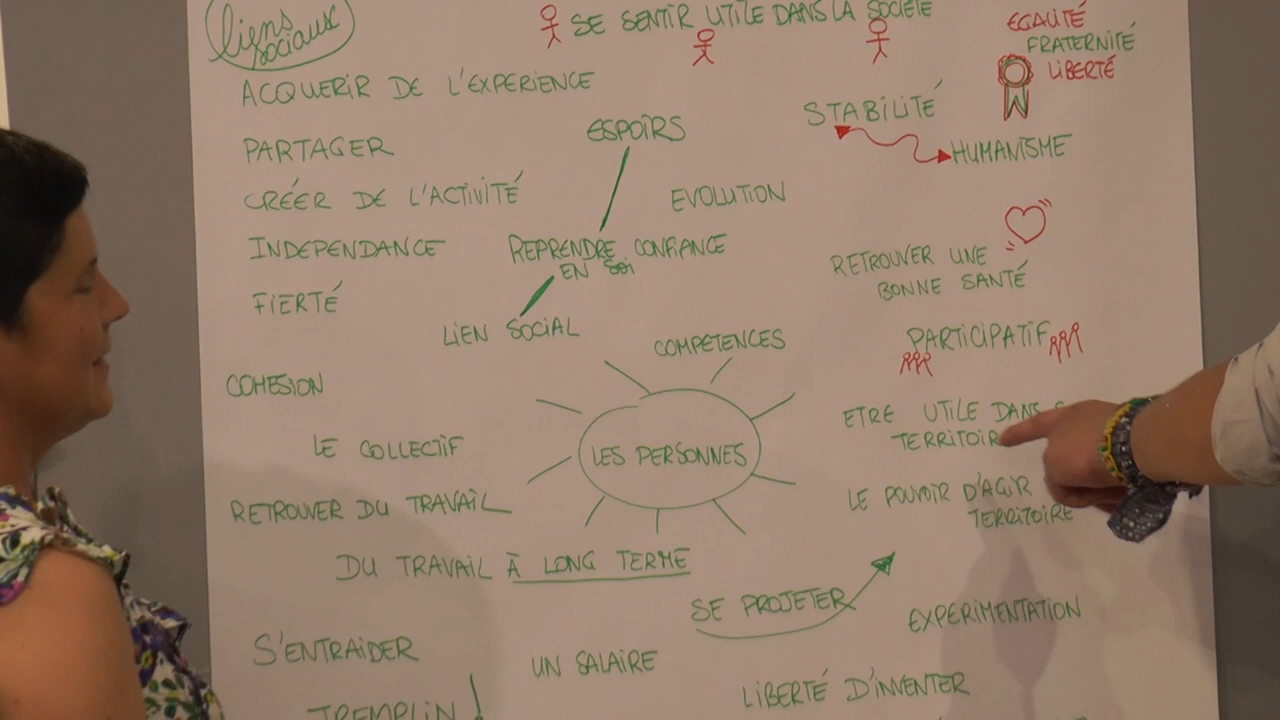 liens
sociaux
SE SENTIR UTILE DANS LA SOCIÉTÉ
ÉGALITÉ
FRATERNITÉ
LIBERTÉ
ACQUERIR DE L'EXPERIENCE
ESPOIRS
STABILITÉ
PARTAGER
HUMANISME
CRÉER DE L'ACTIVITÉ
EVOLUTION
INDEPENDANCE
REPRENDRE CONFIANCE
EN SOI
RETROUVER UNE
BONNE SANTÉ
FIERTÉ
LIEN SOCIAL
COMPETENCES
PARTICIPATIF
COHESION
ETRE UTILE DANS
TERRITOIR
LE COLLECTIF
LES PERSONNES
RETROUVER DU TRAVAIL
LE POUVOIR D'AGIR
TERRITOIRE
DU TRAVAIL À LONG TERME
SE PROJETER
EXPERIMENTATION
S'ENTRAIDER
UN SALAIRE
LIBERTÉ D'INVENTER
TREMPLIN !